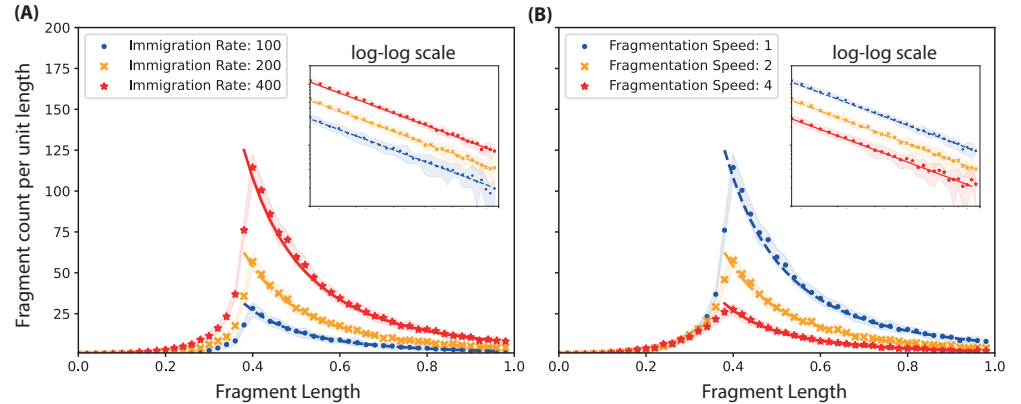 (A)
200
175
150
125
100
75
50
25
Fragment count per unit length
Immigration Rate: 100
Immigration Rate: 200
Immigration Rate: 400
log-log scale
0.0 0.2 0.4 0.6 0.8 1.0
Fragment Length
(B)
Fragmentation Speed: 1
Fragmentation Speed: 2
Fragmentation Speed: 4
log-log scale
0.0 0.2 0.4 0.6 0.8 1.0
Fragment Length